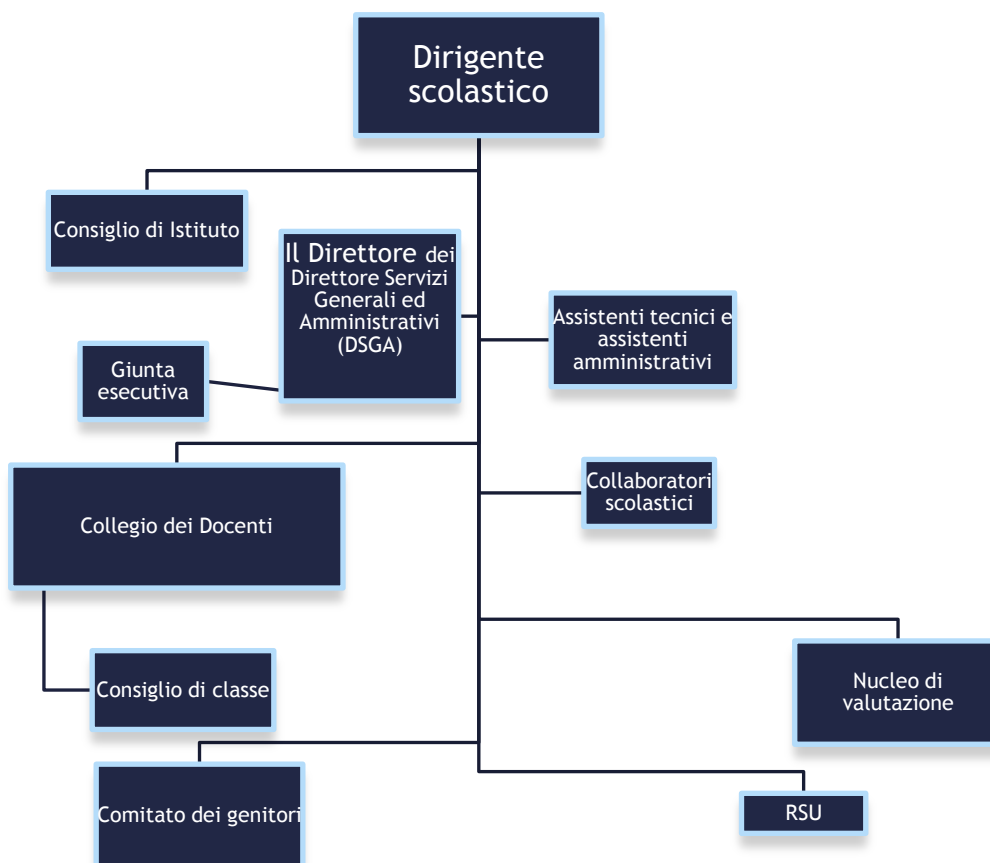 Dirigente
scolastico
Consiglio di Istituto
Il Direttore dei
Direttore Servizi
Generali ed
Amministrativi
(DSGA)
Assistenti tecnici e
assistenti
amministrativi
Giunta
esecutiva
Collaboratori
scolastici
Collegio dei Docenti
Consiglio di classe
Nucleo di
valutazione
Comitato dei genitori
RSU